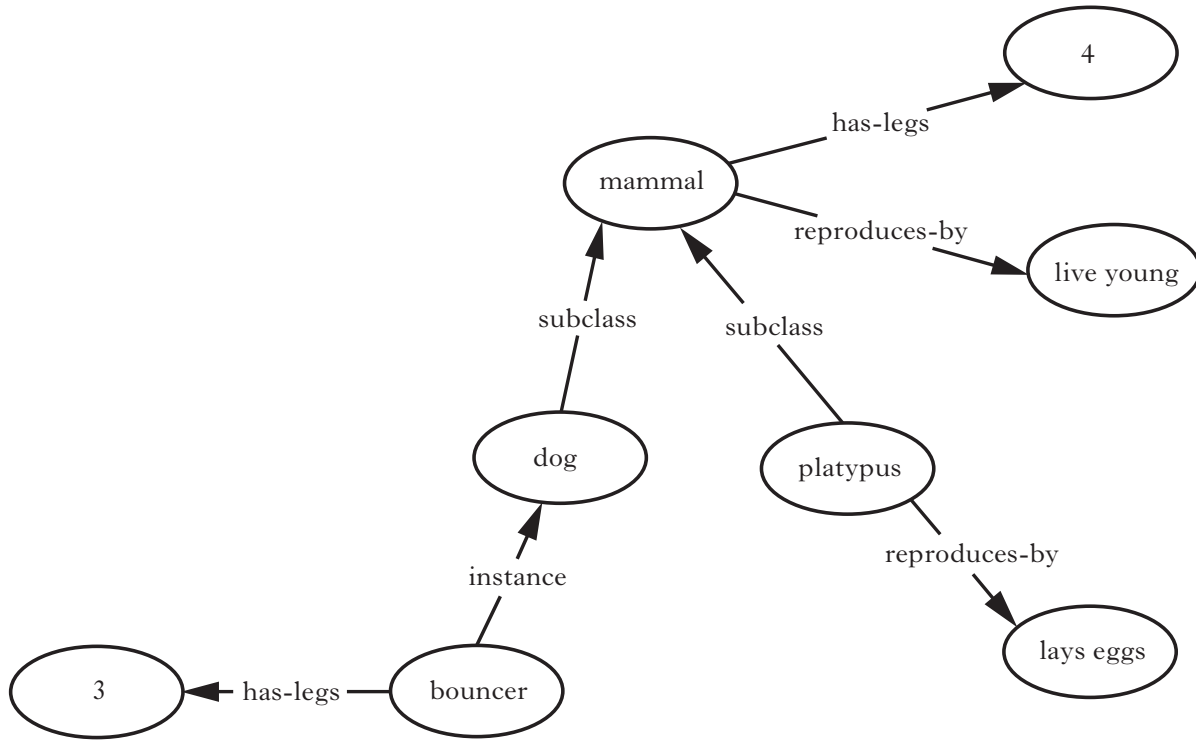 4
has-legs
mammal
reproduces-by
live young
subclass
subclass
dog
platypus
reproduces-by
instance
lays eggs
3
has-legs
bouncer